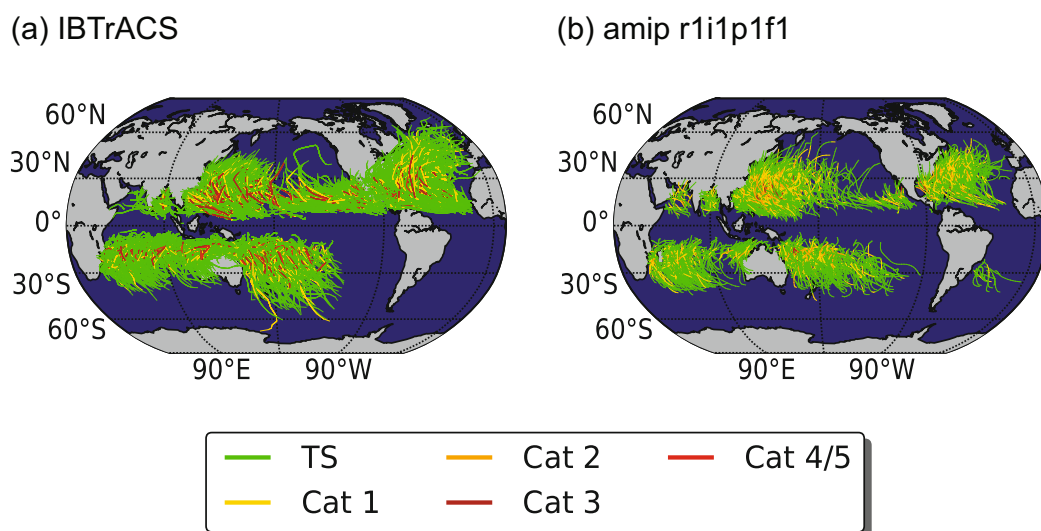 (a) IBTrACS
(b) amip r1i1p1f1
60°N
30°N
0°
30°S
60°S
90°E 90°W
60°N
30°N
0°
30°S
60°S
90°E 90°W
TS Cat 2 Cat 4/5
Cat 1 Cat 3